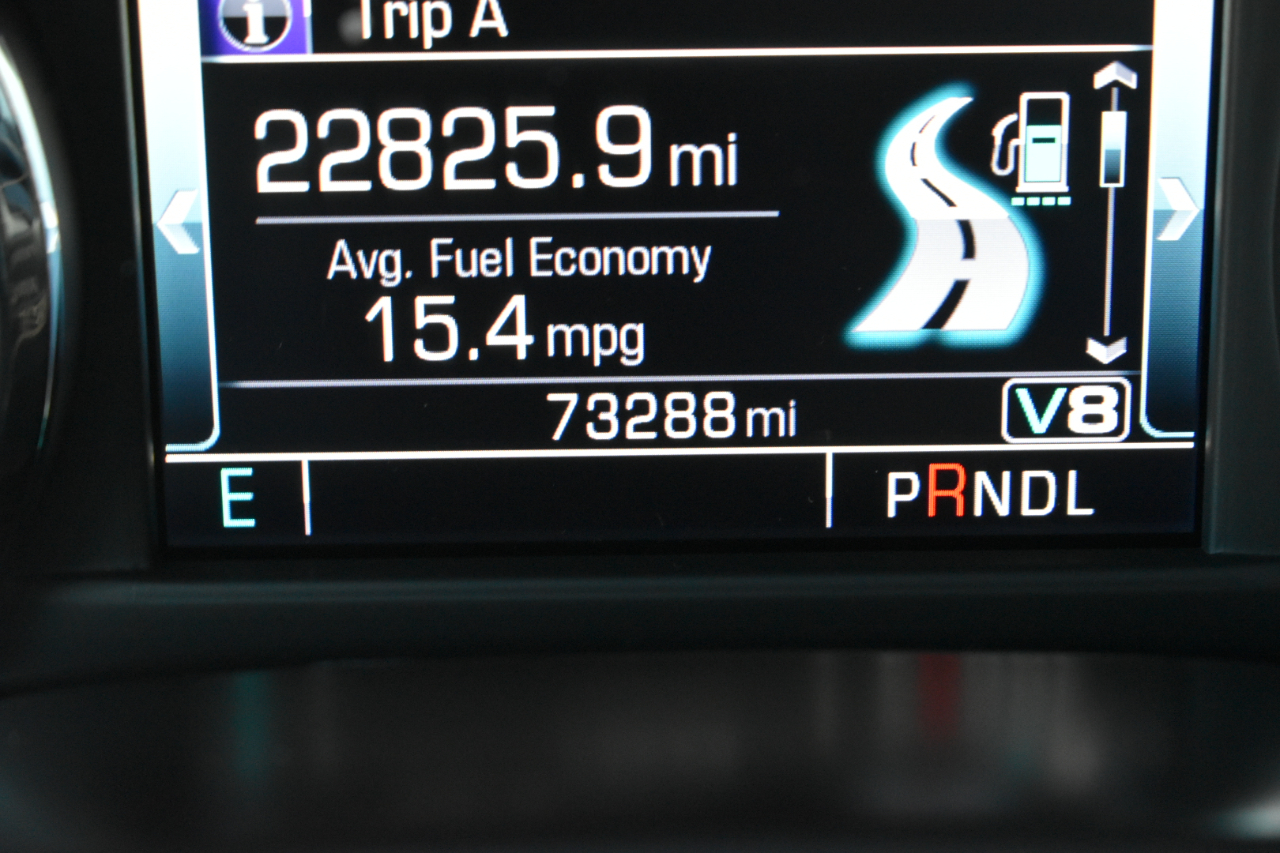 Trip A
22825.9 mi
Avg. Fuel Economy
15.4 mpg
73288 mi
V8
E
PRNDL